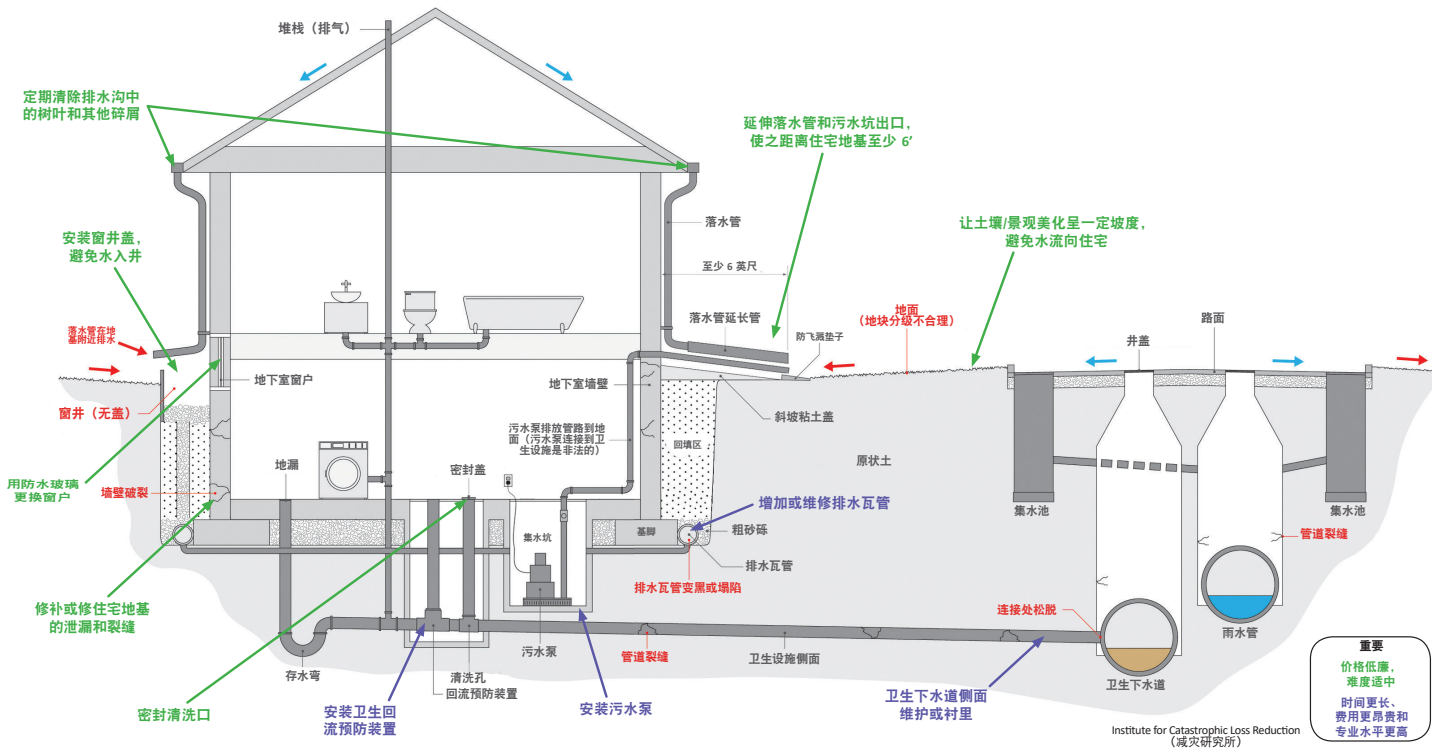 堆栈（排气）
定期清除排水沟中
的树叶和其他碎屑
延伸落水管和污水坑出口，
使之距离住宅地基至少 6′
落水管
让土壤/景观美化呈一定坡度，
避免水流向住宅
安装窗井盖，
避免水入井
至少 6 英尺
落水管在地
基附近排水
落水管延长管
防飞溅垫子
地面
（地块分级不合理）
路面
井盖
地下室窗户
地下室墙壁
窗井（无盖）
斜坡粘土盖
污水泵排放管路到地
面（污水泵连接到卫
生设施是非法的）
回填区
原状土
地漏
密封盖
用防水玻璃
更换窗户
墙壁破裂
增加或维修排水瓦管
集水池
集水池
基脚
粗砂砾
集水坑
管道裂缝
排水瓦管
排水瓦管变黑或塌陷
修补或修住宅地基
的泄漏和裂缝
连接处松脱
雨水管
污水泵
管道裂缝
卫生设施侧面
存水弯
清洗孔
回流预防装置
卫生下水道
密封清洗口
安装卫生回
流预防装置
安装污水泵
卫生下水道侧面
维护或衬里
重要
价格低廉，
难度适中
时间更长、
费用更昂贵和
专业水平更高
Institute for Catastrophic Loss Reduction
（减灾研究所）